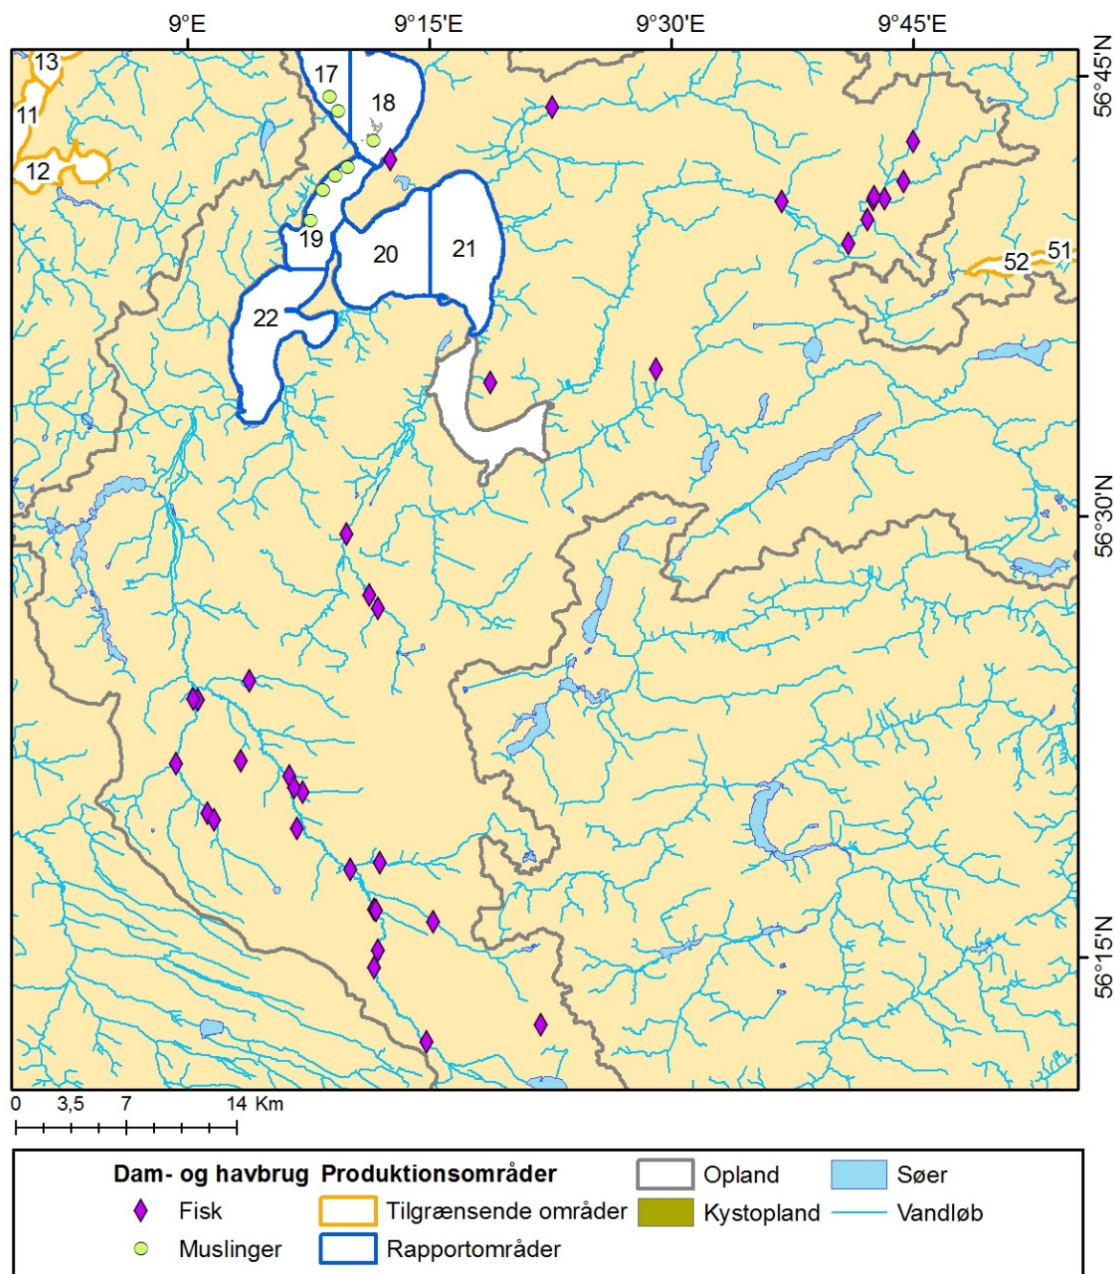 9°E 9°15'E 9°30'E 9°45'E
56°45'N
13
17
18
11
12
19
20
21
51
52
22
56°30'N
56°15'N
0 3,5 7 14 Km
Dam- og havbrug Produktionsområder
Opland
Søer
Fisk
Tilgrænsende områder
Kystopland
Vandløb
Muslinger
Rapportområder